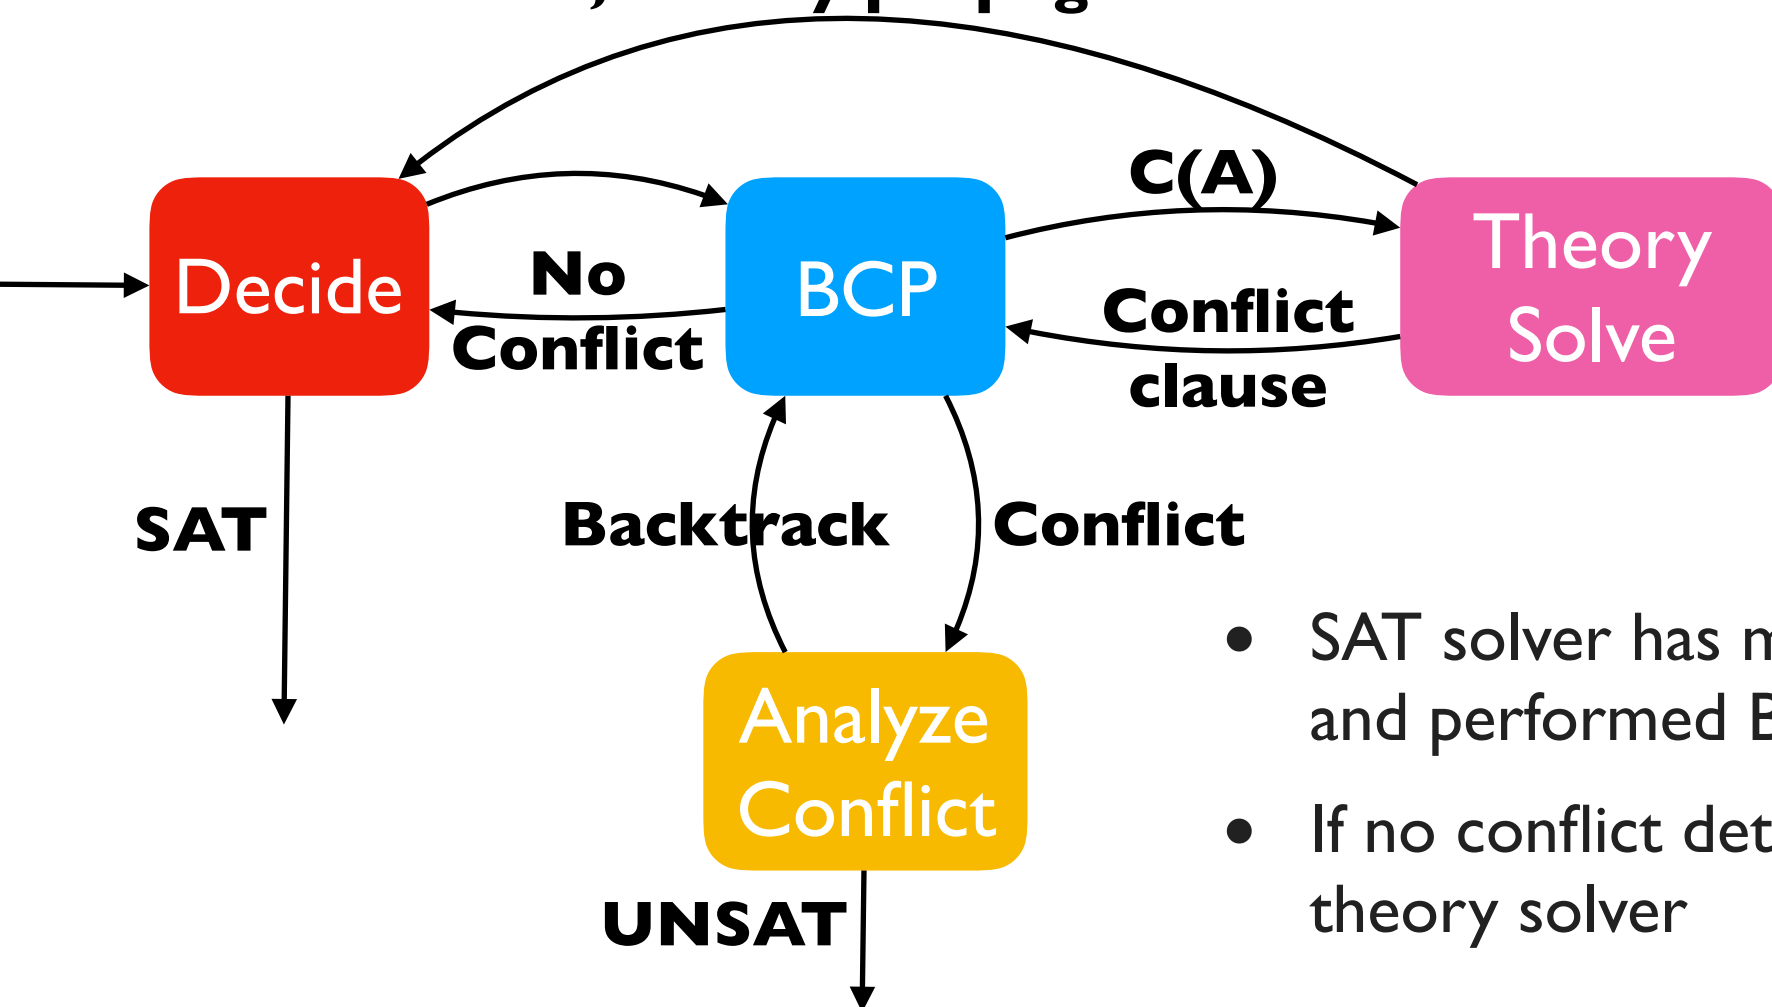 C(A)
Theory
Solve
Decide
No
Conflict
BCP
Conflict
clause
SAT
Backtrack
Conflict
Analyze
Conflict
UNSAT
• SAT solver has
and performed
• If no conflict
theory solver